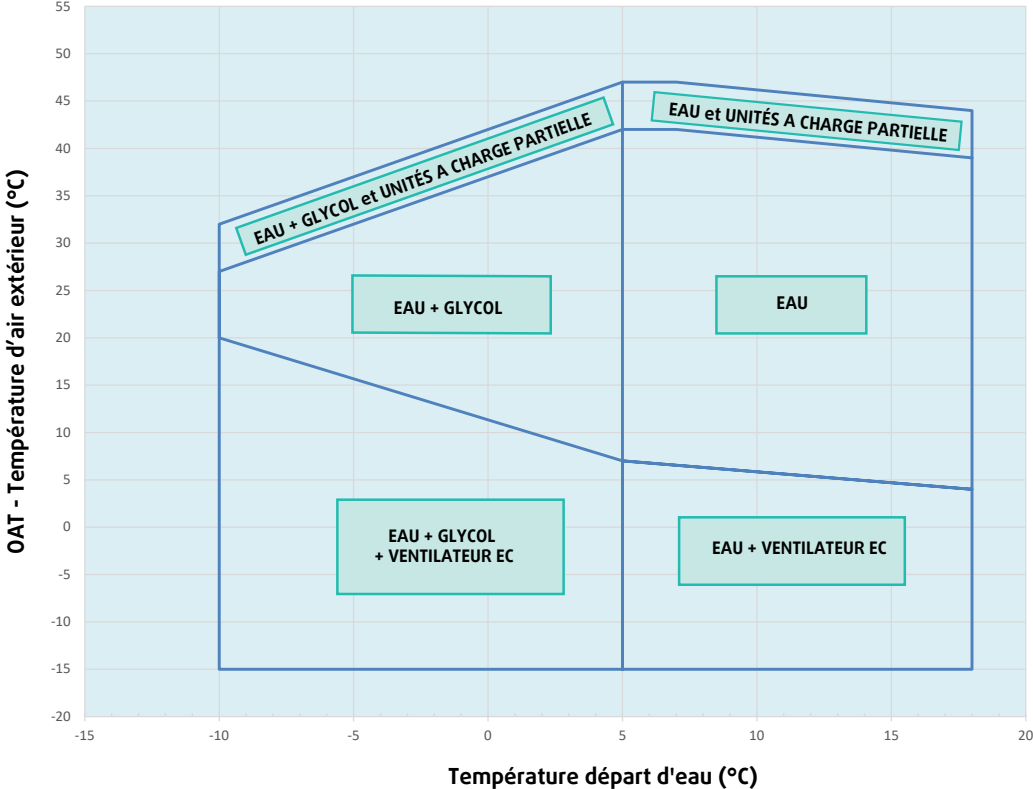 55
50
45
40
35
30
25
20
15
10
5
0
-5
-10
-15
-20
-15
-10
-5
0
5
10
15
20
OAT - Température d'air extérieur (°C)
Température départ d'eau (°C)
EAU + GLYCOL et UNITÉS A CHARGE PARTIELLE
EAU et UNITÉS A CHARGE PARTIELLE
EAU + GLYCOL
EAU
EAU + GLYCOL
+ VENTILATEUR EC
EAU + VENTILATEUR EC